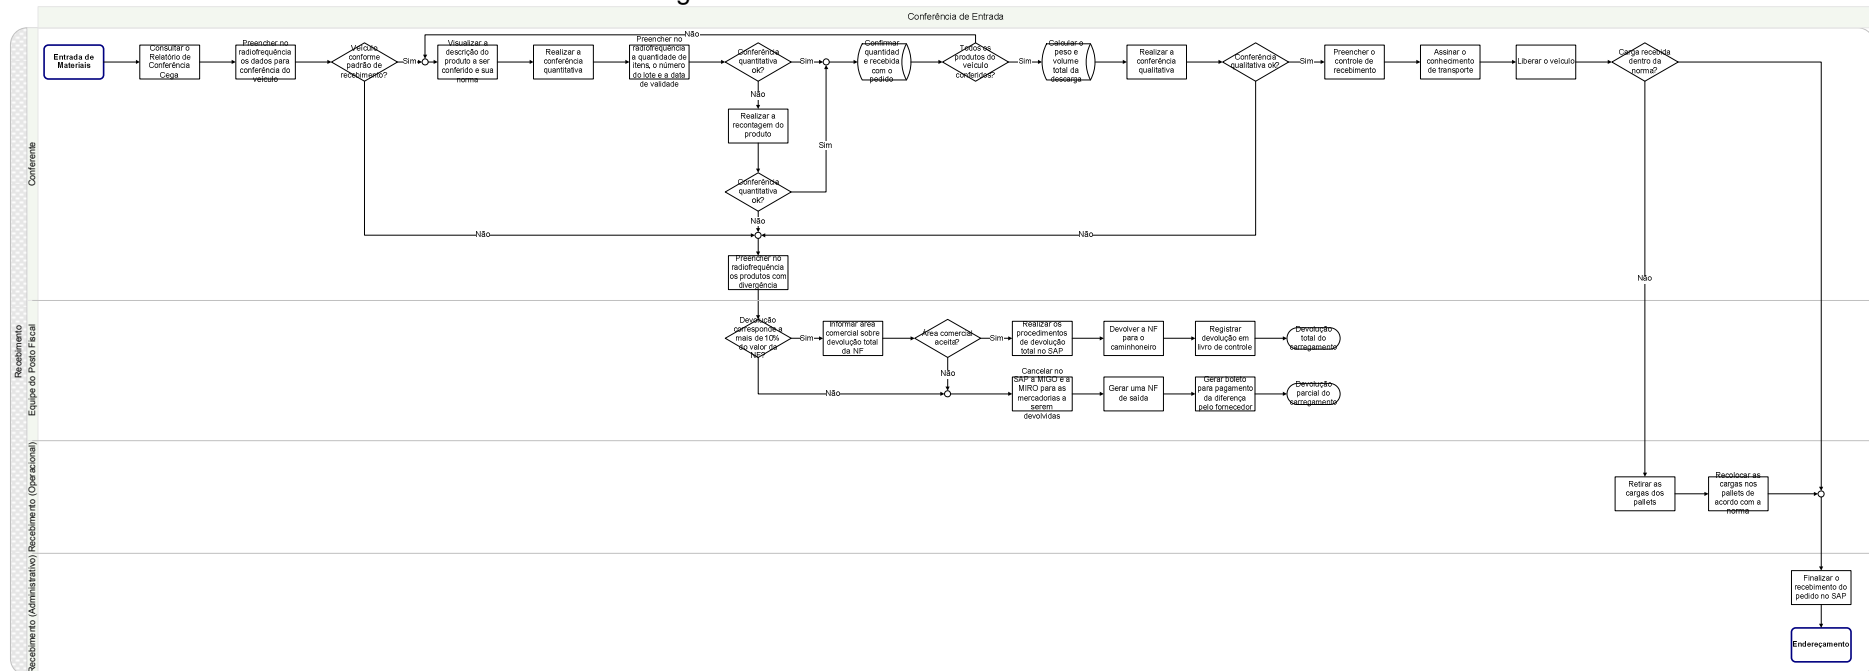 g
Conferência de Entrada
Recebimento
Conferente
Entrada de
Materiais
Consultar o
Relatório de
Conferência
Cega
Preencher no
radiofrequência
os dados para
conferência do
veículo
Veículo
conforme
padrão de
recebimento?
Sim
Visualizar a
descrição do
produto a ser
conferido e sua
norma
Realizar a
conferência
quantitativa
Preencher no
radiofrequência
a quantidade de
itens, o número
do lote e a data
de validade
Não
Conferência
quantitativa
ok?
Sim
Confirmar
quantidad
e recebida
com o
pedido
Todos os
produtos do
veículo
conferidos?
Sim
Calcular o
peso e
volume
total da
descarga
Realizar a
conferência
qualitativa
Conferência
qualitativa ok?
Sim
Preencher o
controle de
recebimento
Assinar o
conhecimento
de transporte
Liberar o veículo
Carga recebida
dentro da
norma?
Não
Realizar a
recontagem do
produto
Sim
Conferência
quantitativa
ok?
Não
Não
Não
Não
Preencher no
radiofrequência
os produtos com
divergência
Equipe do Posto Fiscal
Devolução
corresponde a
mais de 10%
do valor da
NF?
Sim
Informar área
comercial sobre
devolução total
da NF
Área comercial
aceita?
Sim
Realizar os
procedimentos
de devolução
total no SAP
Devolver a NF
para o
caminhoneiro
Registrar
devolução em
livro de controle
Devolução
total do
carregamento
Não
Não
Cancelar no
SAP a MIGO e a
MIRO para as
mercadorias a
serem
devolvidas
Gerar uma NF
de saída
Gerar boleto
para pagamento
da diferença
pelo fornecedor
Devolução
parcial do
carregamento
Recebimento (Operacional)
Retirar as
cargas dos
pallets
Recolocar as
cargas nos
pallets de
acordo com a
norma
Recebimento (Administrativo)
Finalizar o
recebimento do
pedido no SAP
Endereçamento